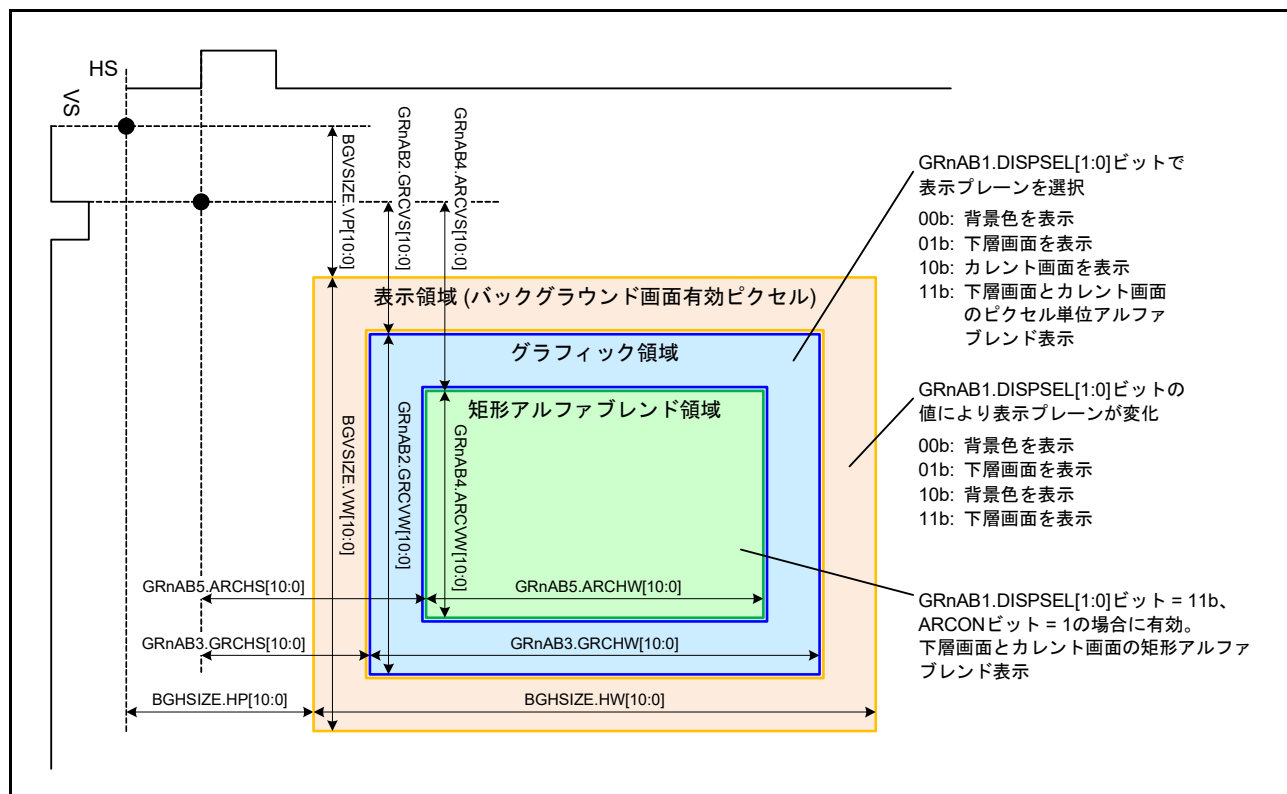 HS
VS
BGVSIZE.VP[10:0]
GRnAB2.GRCVS[10:0]
GRnAB4.ARCVS[10:0]
表示領域 (バックグラウンド画面有効ピクセル)
グラフィック領域
矩形アルファブレンド領域
BGVSIZE.VW[10:0]
GRnAB2.GRCVW[10:0]
GRnAB4.ARCVW[10:0]
GRnAB5.ARCHS[10:0]
GRnAB5.ARCHW[10:0]
GRnAB3.GRCHS[10:0]
GRnAB3.GRCHW[10:0]
BGHSIZE.HP[10:0]
BGHSIZE.HW[10:0]
GRnAB1.DISPSEL[1:0]ビットで
表示プレーンを選択
00b: 背景色を表示
01b: 下層画面を表示
10b: カレント画面を表示
11b: 下層画面とカレント画面
のピクセル単位アルファ
ブレンド表示
GRnAB1.DISPSEL[1:0]ビットの
値により表示プレーンが変化
00b: 背景色を表示
01b: 下層画面を表示
10b: 背景色を表示
11b: 下層画面を表示
GRnAB1.DISPSEL[1:0]ビット = 11b、
ARCONビット = 1の場合に有効。
下層画面とカレント画面の矩形アルファ
ブレンド表示